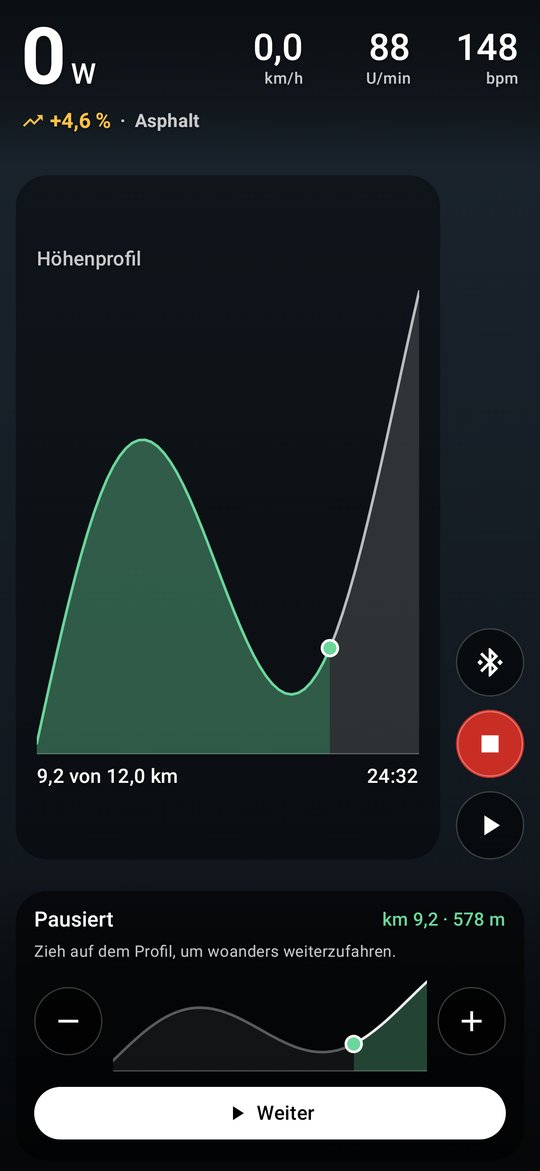 0 W
0,0 km/h
88 U/min
148 bpm
+4,6 % · Asphalt
Höhenprofil
9,2 von 12,0 km
24:32
Pausiert
km 9,2 · 578 m
Zieh auf dem Profil, um woanders weiterzufahren.
Weiter